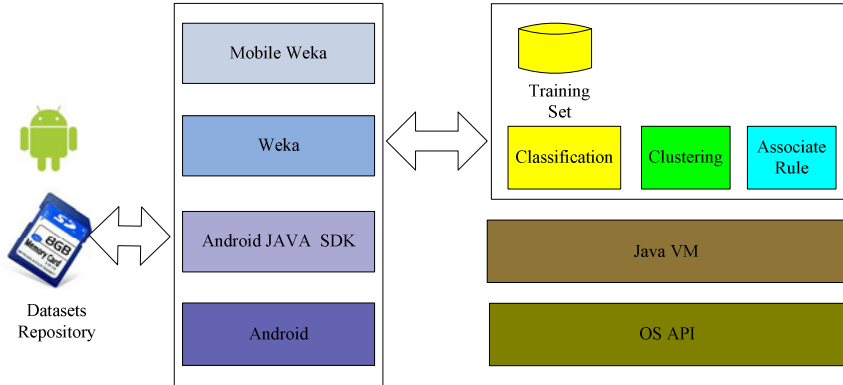 Mobile Weka
Weka
Android JAVA SDK
Android
SD
8GB
Memory Card
Datasets
Repository
Training
Set
Classification
Clustering
Associate
Rule
Java VM
OS API